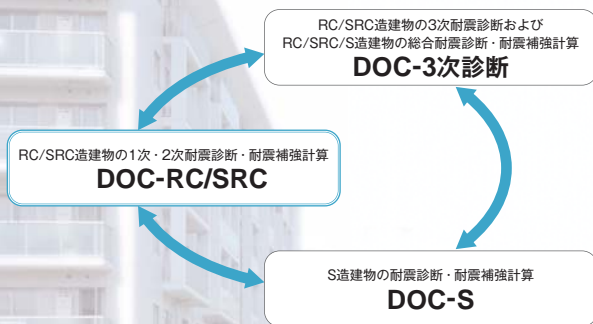 RC/SRC造建物の3次耐震診断および
RC/SRC/S造建物の総合耐震診断・耐震補強計算
DOC-3次診断
RC/SRC造建物の1次・2次耐震診断・耐震補強計算
DOC-RC/SRC
S造建物の耐震診断・耐震補強計算
DOC-S